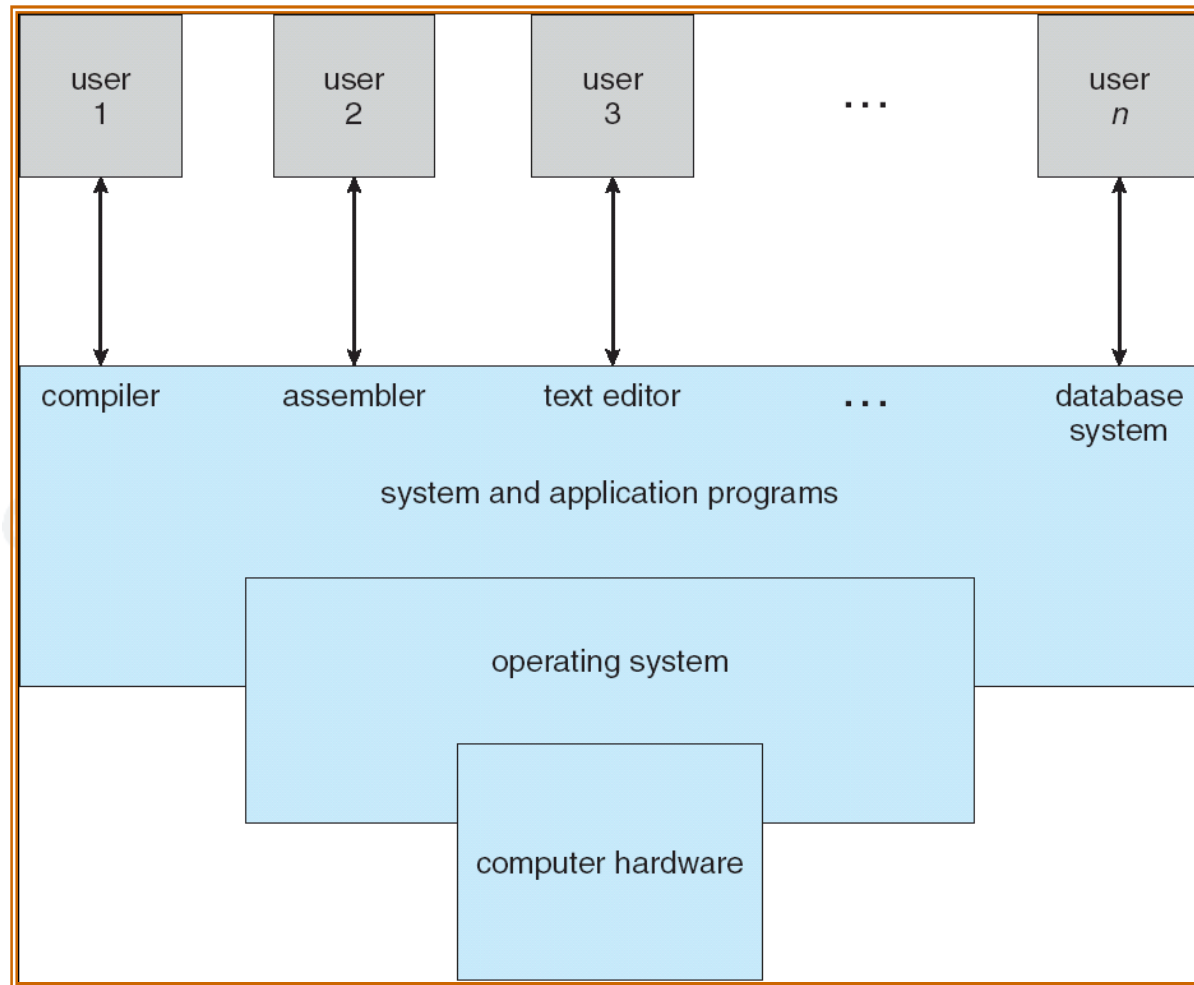 user
1
user
2
user
3
...
user
n
compiler
assembler
text editor
...
database
system
system and application programs
operating system
computer hardware